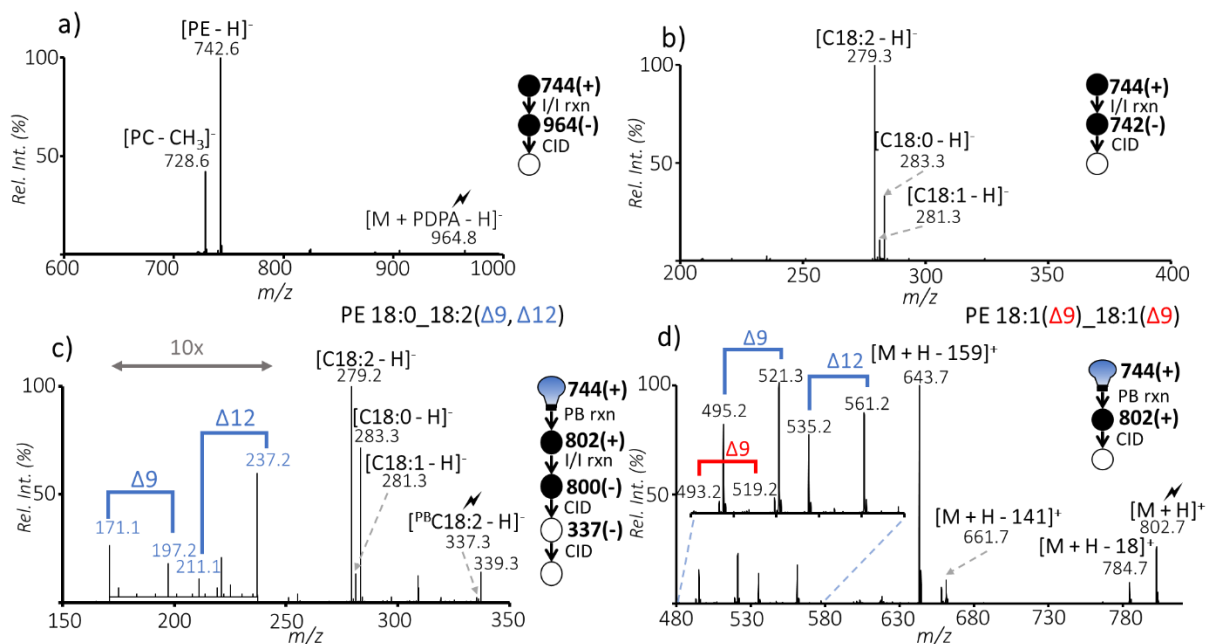 a)
[PE - H]⁻
742.6
[PC - CH₃]⁻
728.6
[M + PDPA - H]⁻
964.8
Rel. Int. (%)
100
50
600
700
800
900
1000
m/z
744(+)
I/I rxn
964(-)
CID
b)
[C18:2 - H]⁻
279.3
[C18:0 - H]⁻
283.3
[C18:1 - H]⁻
281.3
Rel. Int. (%)
100
50
200
250
300
350
400
m/z
744(+)
I/I rxn
742(-)
CID
PE 18:0_18:2(Δ9, Δ12)
PE 18:1(Δ9)_18:1(Δ9)
c)
10x
[C18:2 - H]⁻
279.2
[C18:0 - H]⁻
283.3
[C18:1 - H]⁻
281.3
[ᴾᴮC18:2 - H]⁻
337.3
339.3
Δ12
237.2
Δ9
171.1
197.2
211.1
Rel. Int. (%)
100
50
150
200
250
300
350
m/z
744(+)
PB rxn
802(+)
I/I rxn
800(-)
CID
337(-)
CID
d)
Δ9
521.3
495.2
Δ12
561.2
535.2
Δ9
493.2
519.2
[M + H - 159]⁺
643.7
[M + H - 141]⁺
661.7
[M + H - 18]⁺
784.7
[M + H]⁺
802.7
Rel. Int. (%)
100
50
480
530
580
630
680
730
780
m/z
744(+)
PB rxn
802(+)
CID